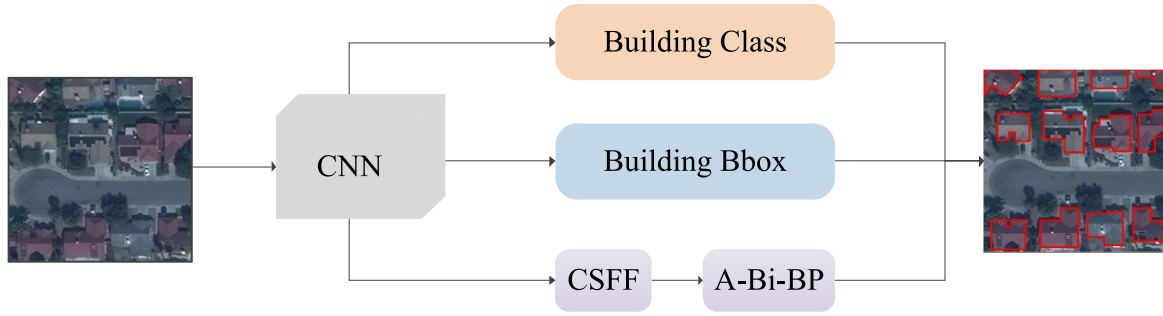 Building Class
CNN
Building Bbox
CSFF
A-Bi-BP